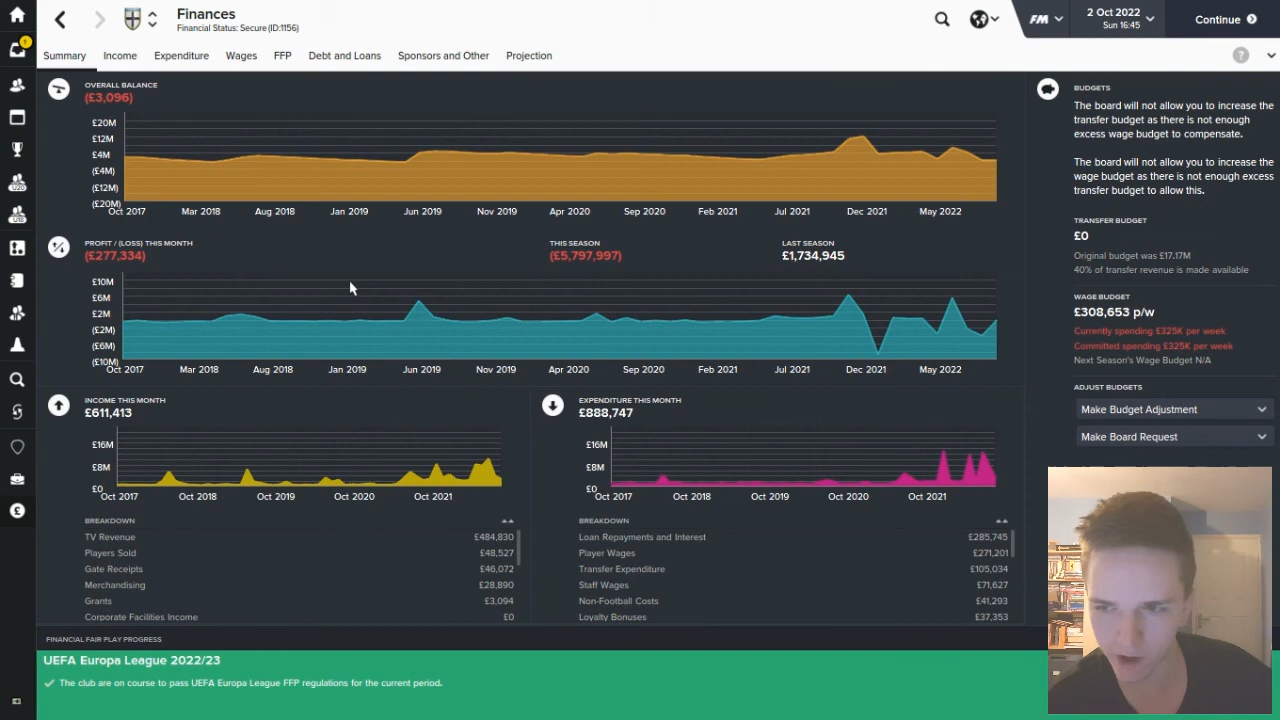 Finances
Financial Status: Secure (ID:1156)
FM
2 Oct 2022
Sun 16:45
Continue
1
Summary
Income
Expenditure
Wages
FFP
Debt and Loans
Sponsors and Other
Projection
?
OVERALL BALANCE
(£3,096)
£20M
£12M
£4M
(£4M)
(£12M)
(£20M)
Oct 2017 Mar 2018 Aug 2018 Jan 2019 Jun 2019 Nov 2019 Apr 2020 Sep 2020 Feb 2021 Jul 2021 Dec 2021 May 2022
PROFIT / (LOSS) THIS MONTH
(£277,334)
THIS SEASON
(£5,797,997)
LAST SEASON
£1,734,945
£10M
£6M
£2M
(£2M)
(£6M)
(£10M)
Oct 2017 Mar 2018 Aug 2018 Jan 2019 Jun 2019 Nov 2019 Apr 2020 Sep 2020 Feb 2021 Jul 2021 Dec 2021 May 2022
INCOME THIS MONTH
£611,413
£16M
£8M
£0
Oct 2017 Oct 2018 Oct 2019 Oct 2020 Oct 2021
BREAKDOWN
TV Revenue £484,830
Players Sold £48,527
Gate Receipts £46,072
Merchandising £28,890
Grants £3,094
Corporate Facilities Income £0
EXPENDITURE THIS MONTH
£888,747
£16M
£8M
£0
Oct 2017 Oct 2018 Oct 2019 Oct 2020 Oct 2021
BREAKDOWN
Loan Repayments and Interest £285,745
Player Wages £271,201
Transfer Expenditure £105,034
Staff Wages £71,627
Non-Football Costs £41,293
Loyalty Bonuses £37,353
BUDGETS
The board will not allow you to increase the
transfer budget as there is not enough
excess wage budget to compensate.
The board will not allow you to increase the
wage budget as there is not enough excess
transfer budget to allow this.
TRANSFER BUDGET
£0
Original budget was £17.17M
40% of transfer revenue is made available
WAGE BUDGET
£308,653 p/w
Currently spending £325K per week
Committed spending £325K per week
Next Season's Wage Budget N/A
ADJUST BUDGETS
Make Budget Adjustment
Make Board Request
FINANCIAL FAIR PLAY PROGRESS
UEFA Europa League 2022/23
The club are on course to pass UEFA Europa League FFP regulations for the current period.